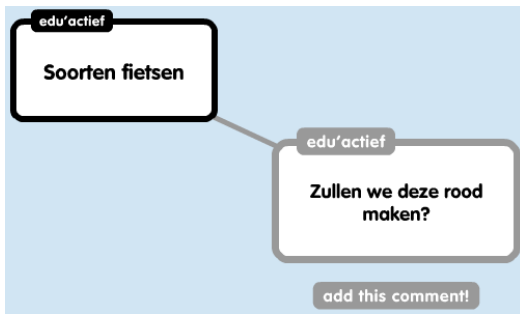 edu'actief
Soorten fietsen
edu'actief
Zullen we deze rood
maken?
add this comment!